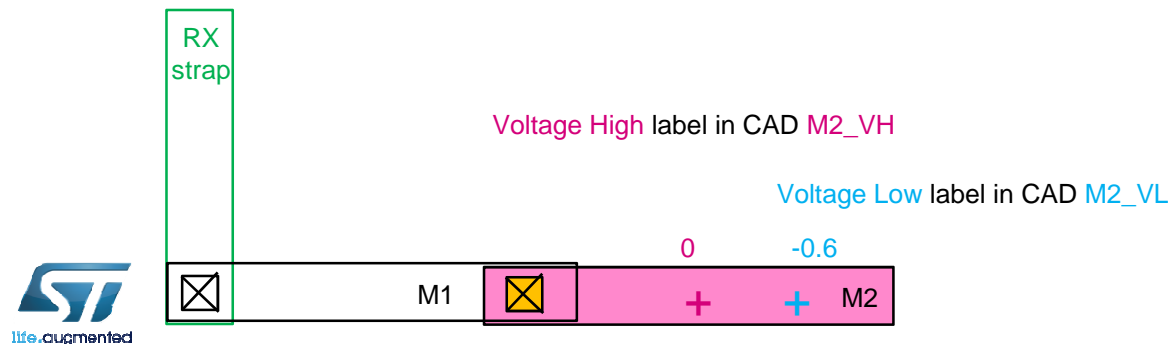 RX
strap
Voltage High label in CAD M2_VH
Voltage Low label in CAD M2_VL
0
-0.6
M1
M2
ST
life.augmented